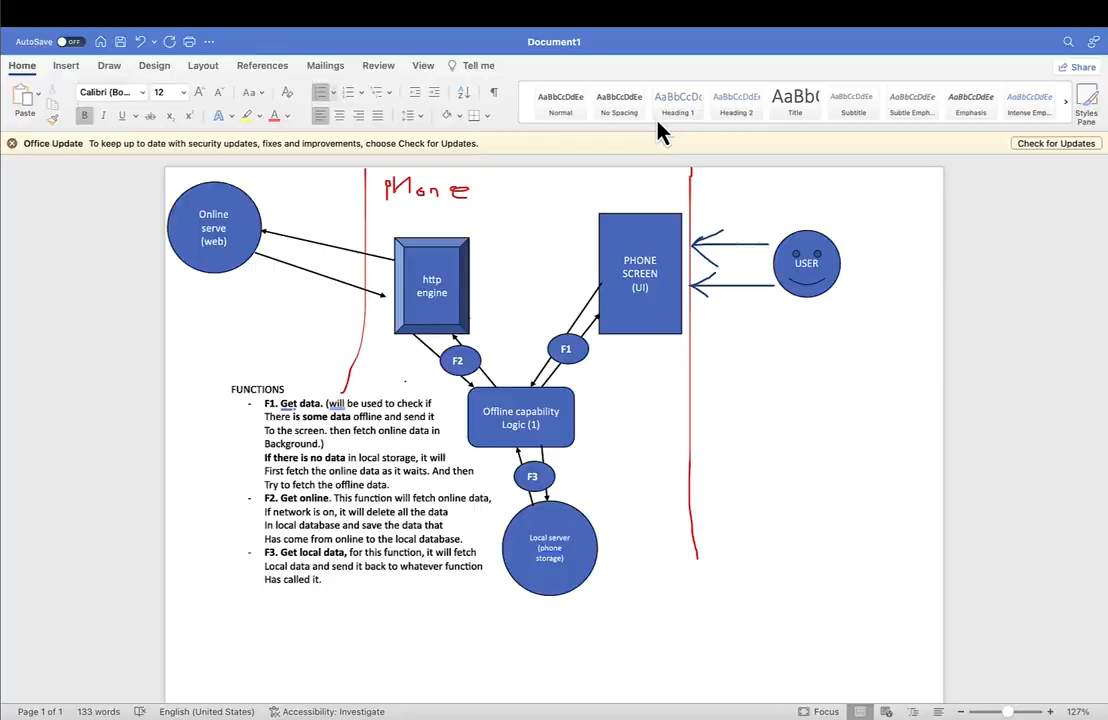 AutoSave OFF
Document1
Home Insert Draw Design Layout References Mailings Review View Tell me
Share
Paste
Calibri (Bo... 12
AaBbCcDdEe AaBbCcDdEe AaBbCcDc AaBbCcDdEe AaBb( AaBbCcDdEe AaBbCcDdEe AaBbCcDdEe AaBbCcDdEe
Normal No Spacing Heading 1 Heading 2 Title Subtitle Subtle Emph... Emphasis Intense Emp...
Styles
Pane
Office Update To keep up to date with security updates, fixes and improvements, choose Check for Updates.
Check for Updates
Phone
Online
serve
(web)
http
engine
PHONE
SCREEN
(UI)
USER
F2
F1
Offline capability
Logic (1)
F3
Local server
(phone
storage)
FUNCTIONS
- F1. Get data. (will be used to check if
There is some data offline and send it
To the screen. then fetch online data in
Background.)
If there is no data in local storage, it will
First fetch the online data as it waits. And then
Try to fetch the offline data.
- F2. Get online. This function will fetch online data,
If network is on, it will delete all the data
In local database and save the data that
Has come from online to the local database.
- F3. Get local data, for this function, it will fetch
Local data and send it back to whatever function
Has called it.
Page 1 of 1 133 words English (United States) Accessibility: Investigate
Focus
127%